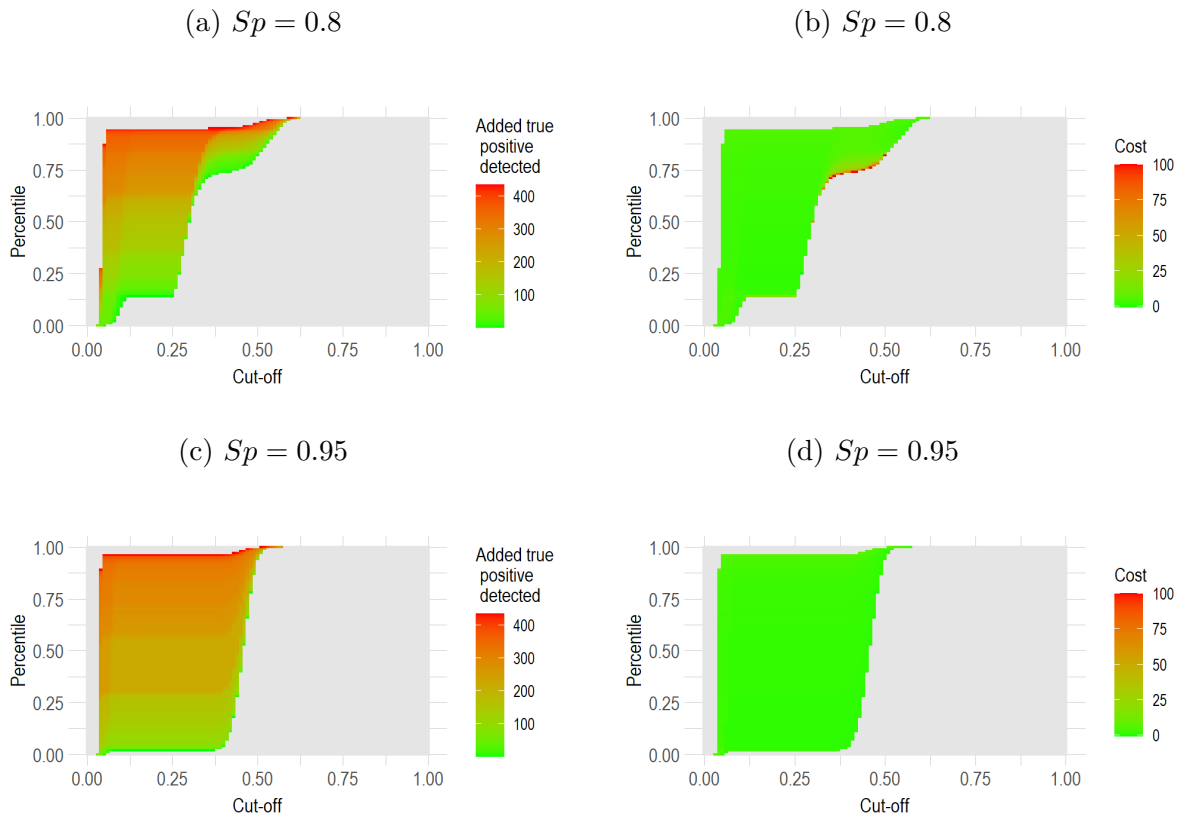 (a) Sp = 0.8
Added true
positive
detected
400
300
200
100
1.00
0.75
0.50
0.25
0.00
Percentile
0.00 0.25 0.50 0.75 1.00
Cut-off
(b) Sp = 0.8
Cost
100
75
50
25
0
1.00
0.75
0.50
0.25
0.00
Percentile
0.00 0.25 0.50 0.75 1.00
Cut-off
(c) Sp = 0.95
Added true
positive
detected
400
300
200
100
1.00
0.75
0.50
0.25
0.00
Percentile
0.00 0.25 0.50 0.75 1.00
Cut-off
(d) Sp = 0.95
Cost
100
75
50
25
0
1.00
0.75
0.50
0.25
0.00
Percentile
0.00 0.25 0.50 0.75 1.00
Cut-off